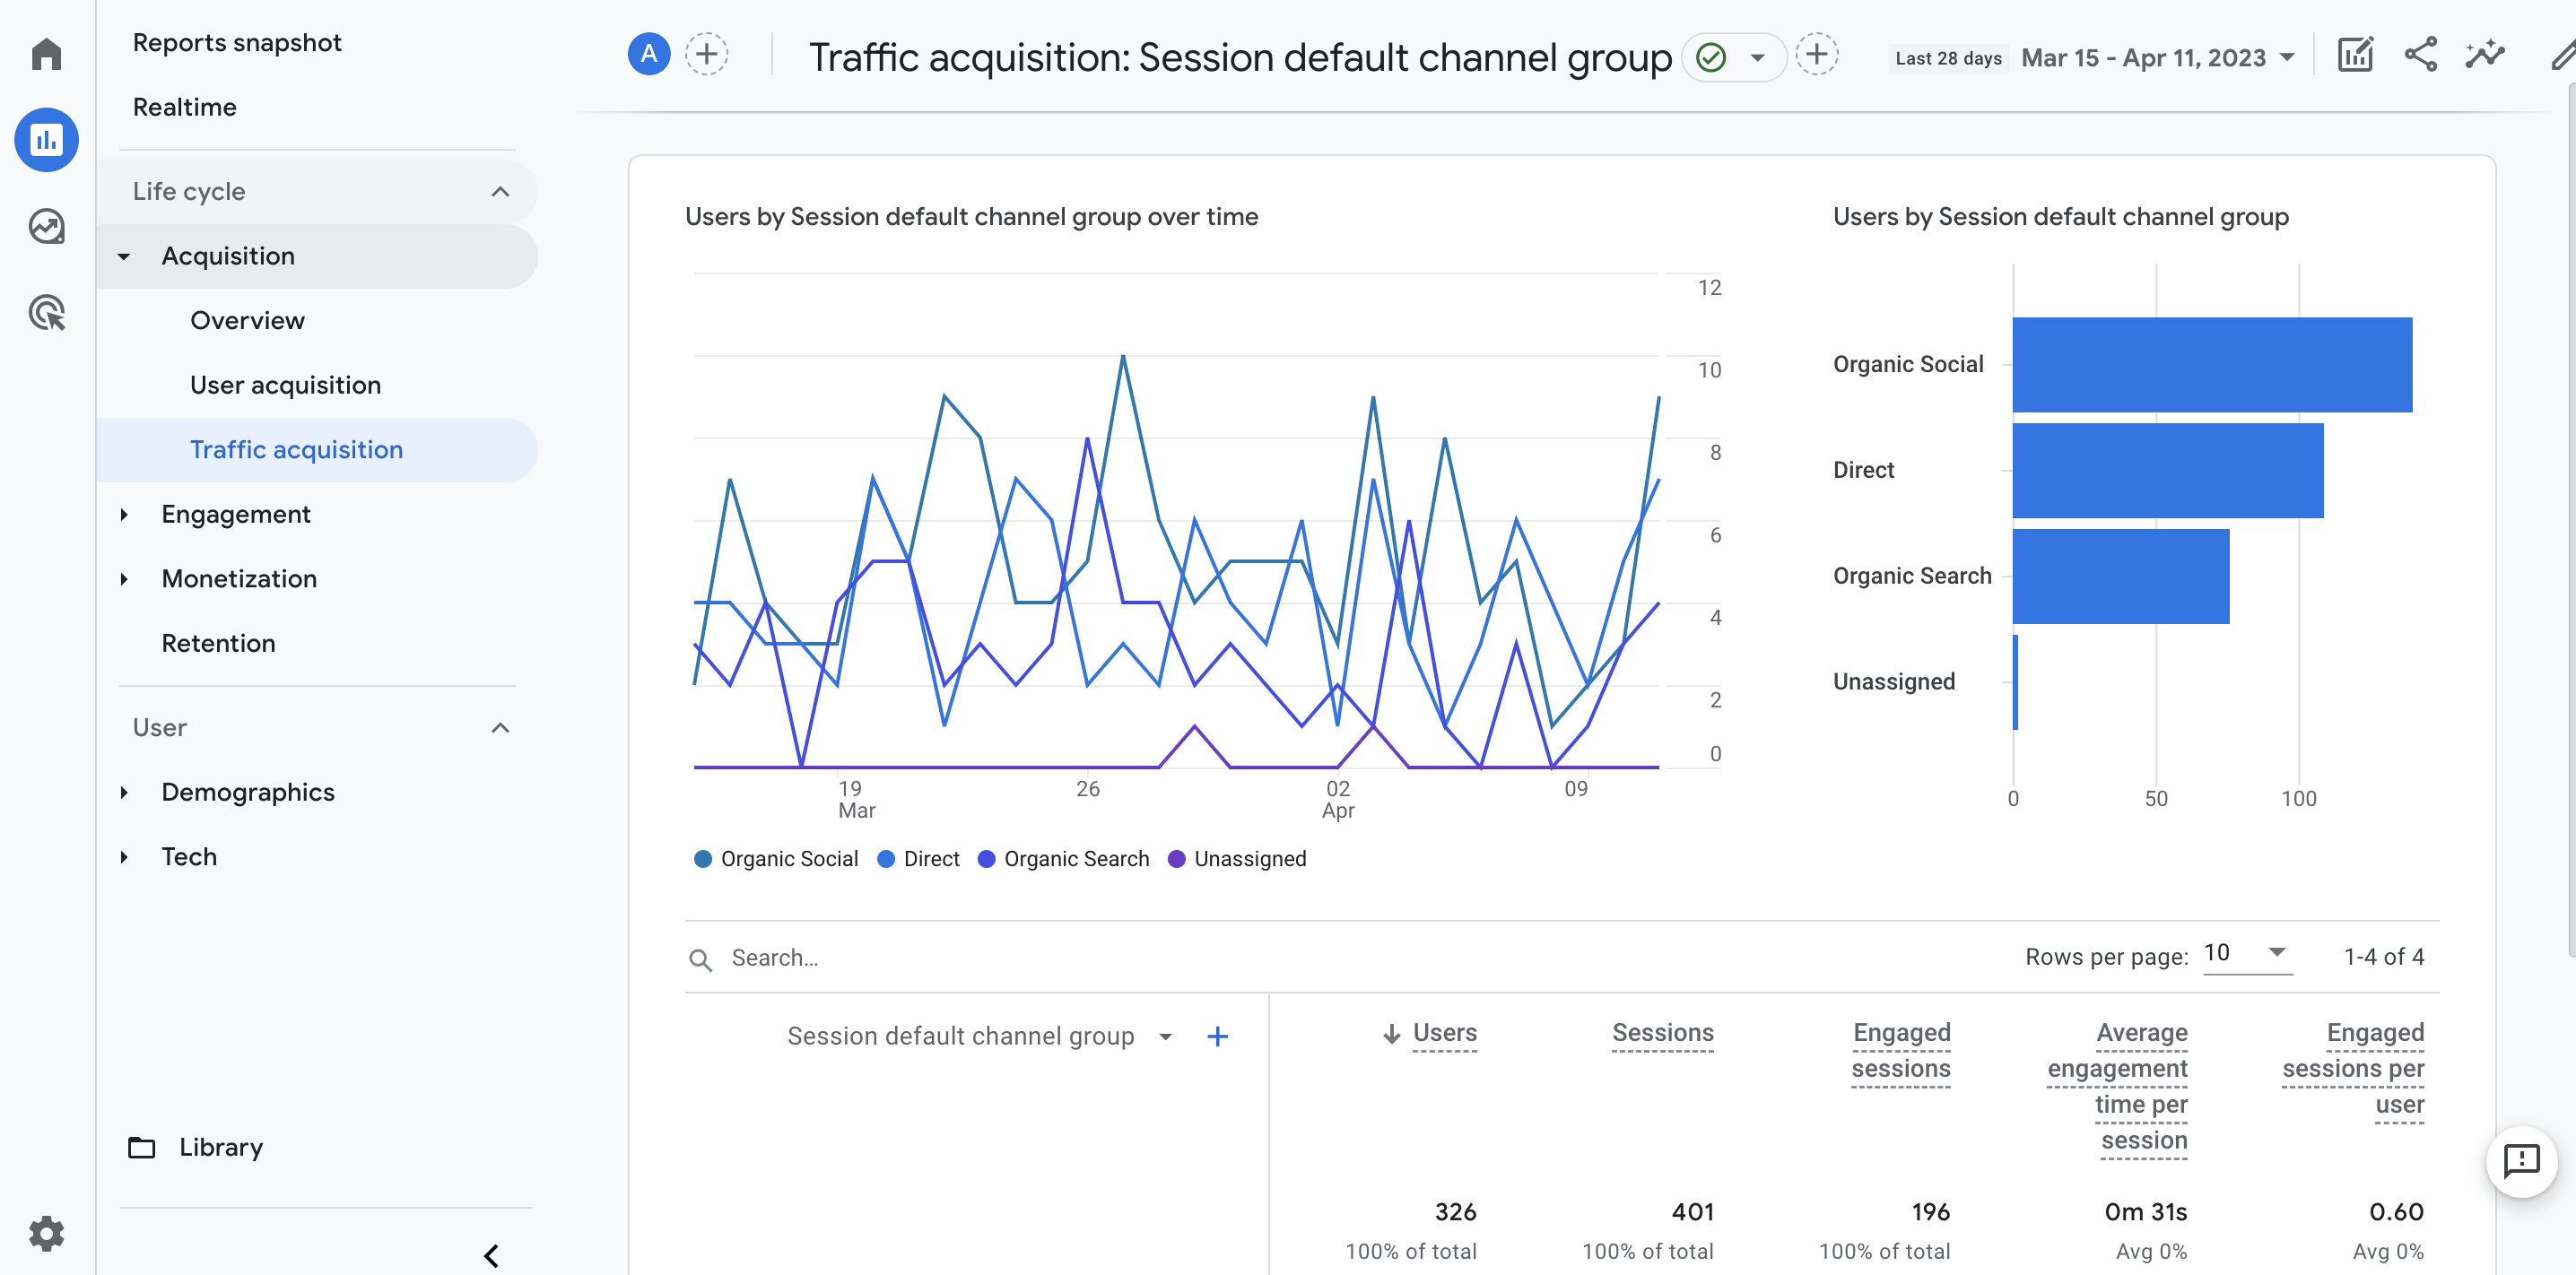 Reports snapshot
Realtime
Life cycle
Acquisition
Overview
User acquisition
Traffic acquisition
Engagement
Monetization
Retention
User
Demographics
Tech
Library
A
Traffic acquisition: Session default channel group
Last 28 days Mar 15 - Apr 11, 2023
Users by Session default channel group over time
12
10
8
6
4
2
0
19 Mar
26
02 Apr
09
Organic Social Direct Organic Search Unassigned
Users by Session default channel group
Organic Social
Direct
Organic Search
Unassigned
0 50 100
Search...
Rows per page: 10 1-4 of 4
Session default channel group
Users
Sessions
Engaged sessions
Average engagement time per session
Engaged sessions per user
326 401 196 0m 31s 0.60
100% of total 100% of total 100% of total Avg 0% Avg 0%